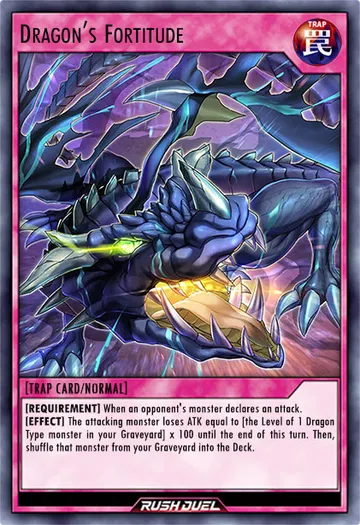 Dragon's Fortitude
TRAP
罠
[TRAP CARD/NORMAL]
[REQUIREMENT] When an opponent's monster declares an attack.
[EFFECT] The attacking monster loses ATK equal to [the Level of 1 Dragon
Type monster in your Graveyard] x 100 until the end of this turn. Then,
shuffle that monster from your Graveyard into the Deck.
RUSH DUEL